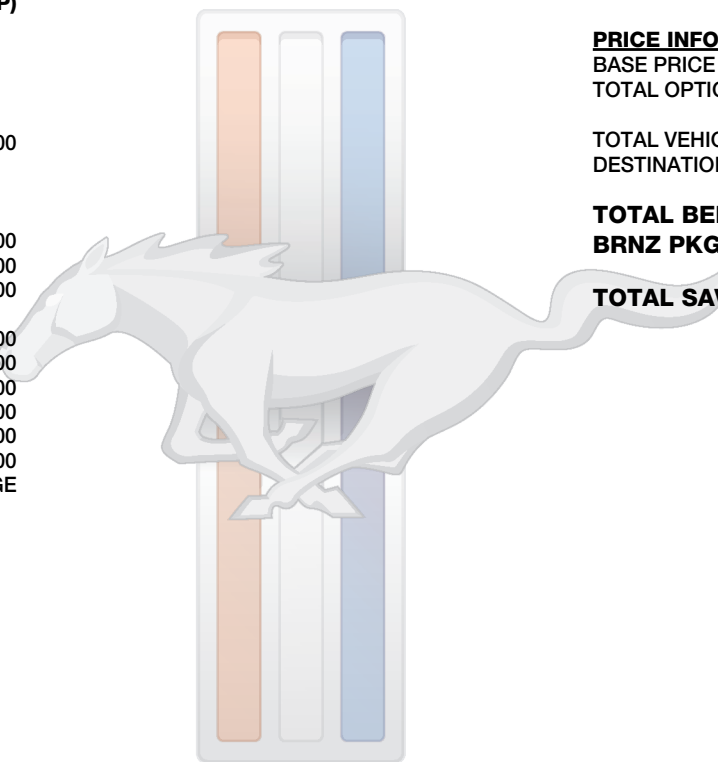 P)
00
00
00
00
00
00
00
00
00
00
GE
PRICE INFO
BASE PRICE
TOTAL OPTIO
TOTAL VEHIC
DESTINATION
TOTAL BE
BRNZ PKG
TOTAL SAV